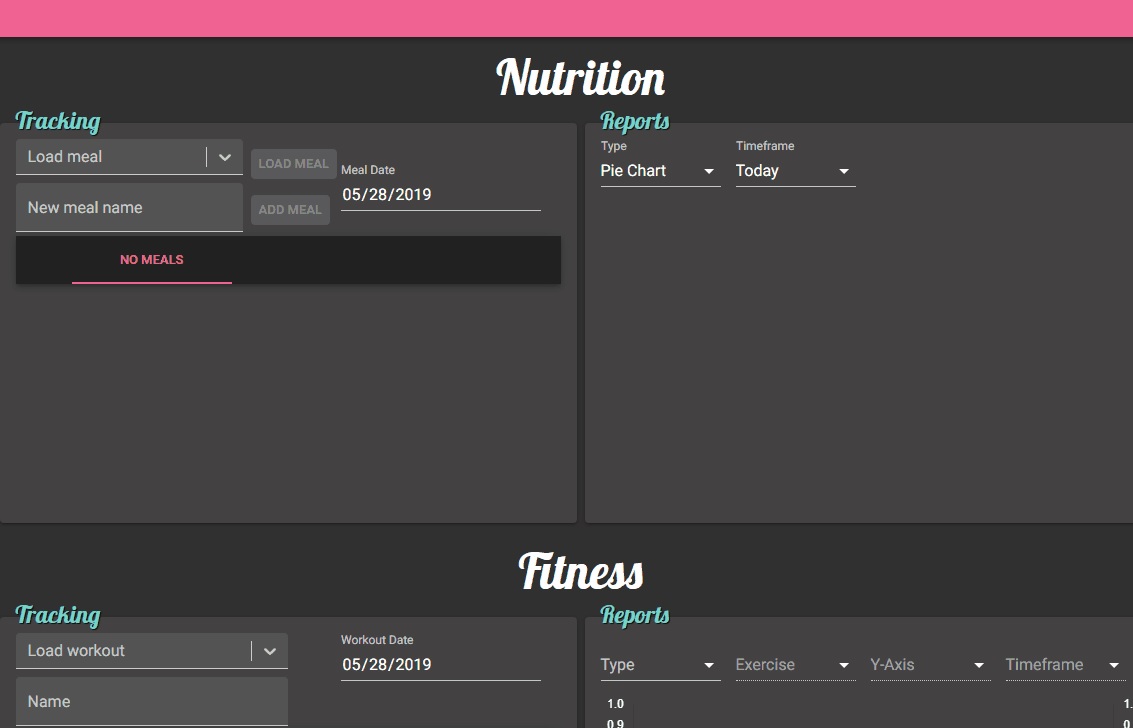 Nutrition
Tracking
Load meal
LOAD MEAL
Meal Date
05/28/2019
New meal name
ADD MEAL
NO MEALS
Reports
Type
Timeframe
Pie Chart
Today
Fitness
Tracking
Load workout
Workout Date
05/28/2019
Name
Reports
Type
Exercise
Y-Axis
Timeframe
1.0
0.9